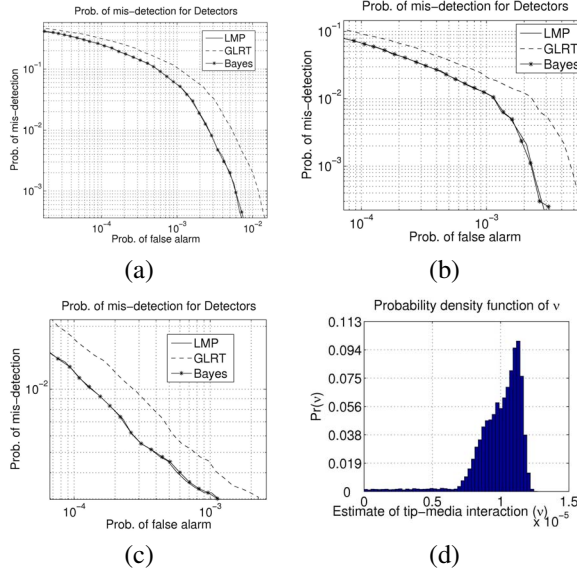 Prob. of mis-detection for Detectors
Prob. of mis-detection
10⁻¹
10⁻²
10⁻³
LMP
GLRT
Bayes
10⁻⁴ 10⁻³ 10⁻²
Prob. of false alarm
(a)
Prob. of mis-detection for Detectors
Prob. of mis-detection
10⁻¹
10⁻²
10⁻³
LMP
GLRT
Bayes
10⁻⁴ 10⁻³
Prob. of false alarm
(b)
Prob. of mis-detection for Detectors
Prob. of mis-detection
10⁻²
LMP
GLRT
Bayes
10⁻⁴ 10⁻³
Prob. of false alarm
(c)
Probability density function of ν
Pr(ν)
0.113
0.094
0.075
0.056
0.038
0.019
0
0 0.5 1.0 1.5
Estimate of tip-media interaction (ν)
x 10⁻⁵
(d)